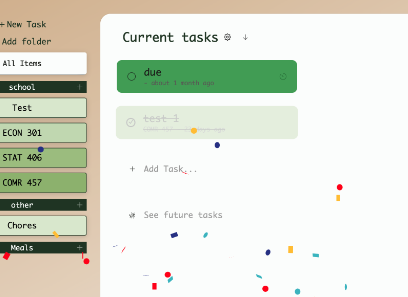 + New Task
Add folder
All Items
school +
Test
ECON 301
STAT 406
COMR 457
other +
Chores
Meals +
Current tasks
due
- about 1 month ago
test 1
+ Add Task...
See future tasks